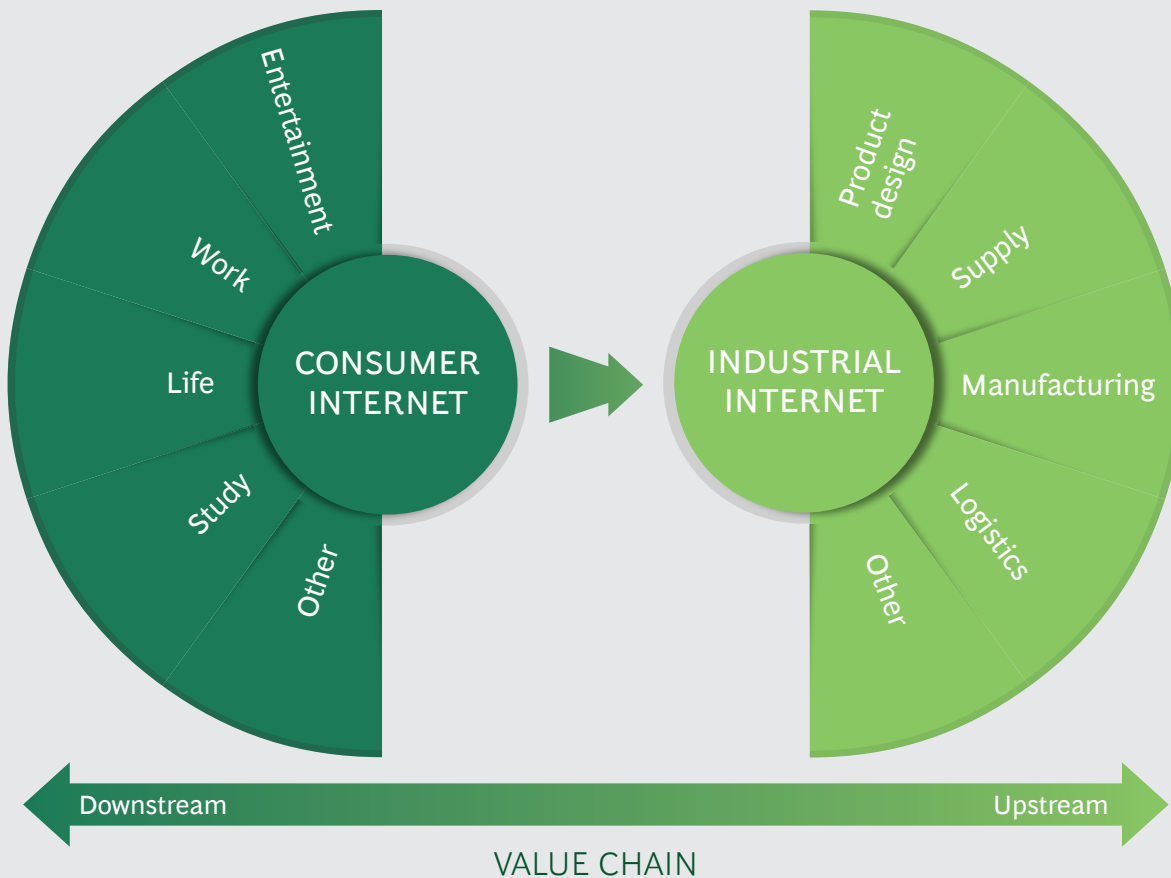 Entertainment
Work
Life
Study
Other
CONSUMER
INTERNET
INDUSTRIAL
INTERNET
Product
design
Supply
Manufacturing
Logistics
Other
Downstream
Upstream
VALUE CHAIN